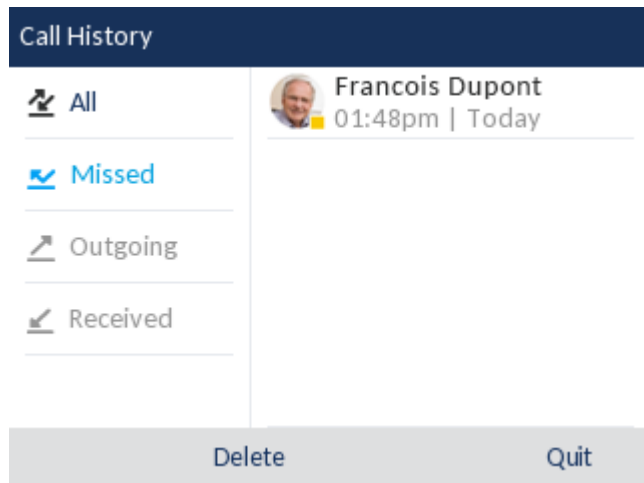 Call History
All
Missed
Outgoing
Received
Francois Dupont
01:48pm | Today
Delete
Quit